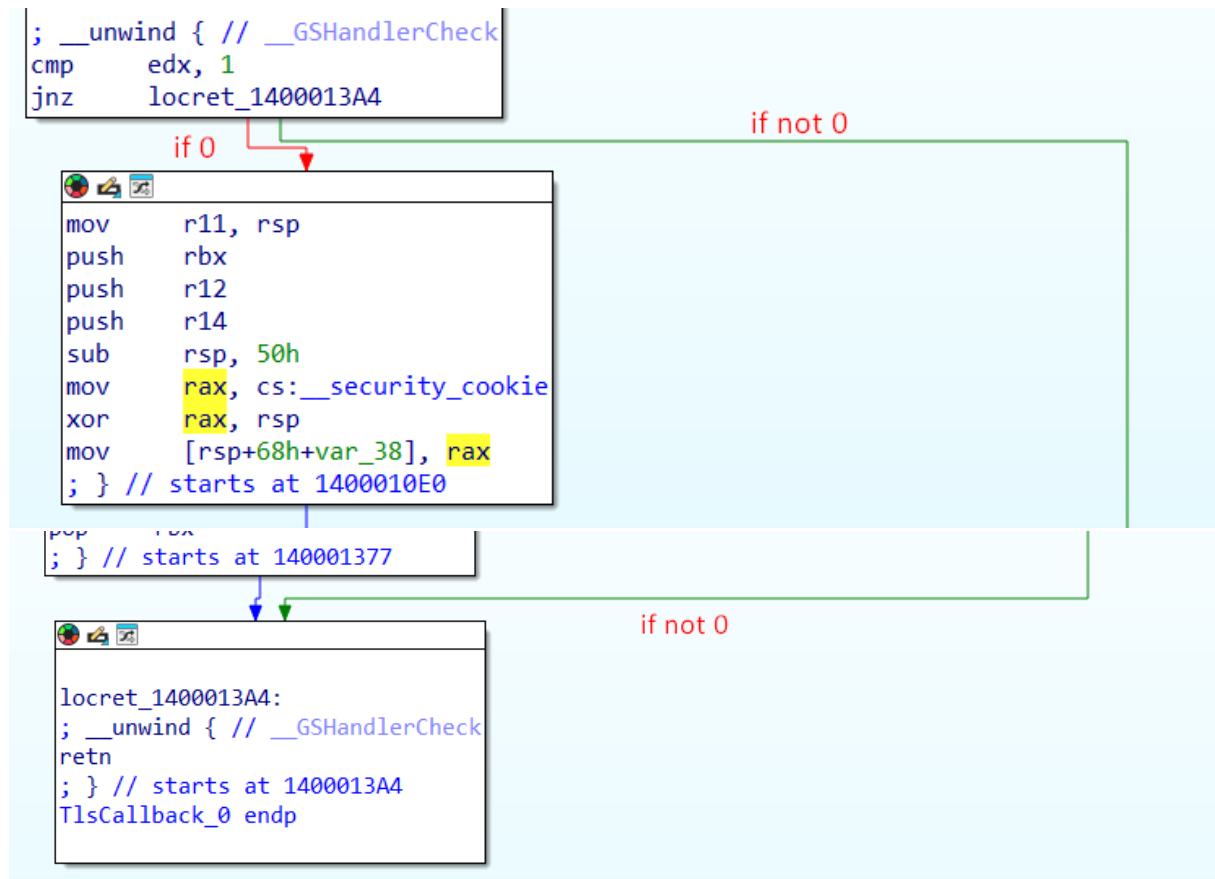 ; __unwind { // __GSHandlerCheck
cmp edx, 1
jnz locret_1400013A4
if 0
if not 0
mov r11, rsp
push rbx
push r12
push r14
sub rsp, 50h
mov rax, cs:__security_cookie
xor rax, rsp
mov [rsp+68h+var_38], rax
; } // starts at 1400010E0
; } // starts at 140001377
if not 0
locret_1400013A4:
; __unwind { // __GSHandlerCheck
retn
; } // starts at 1400013A4
TlsCallback_0 endp